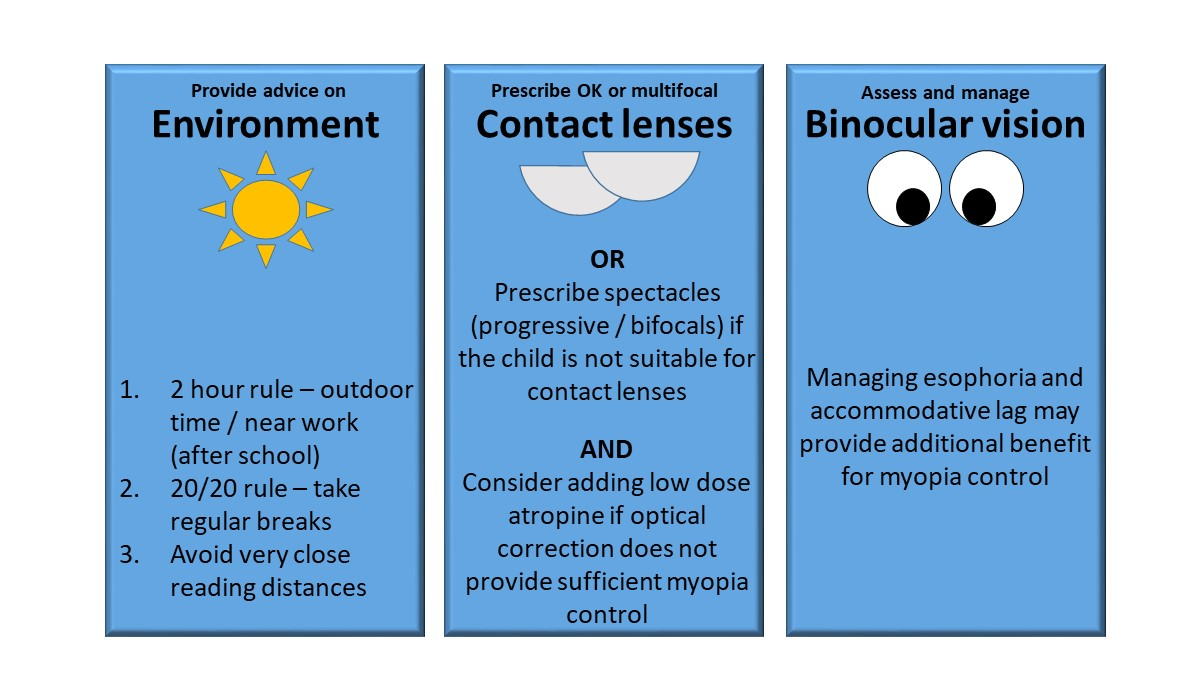 Provide advice on
Environment
1. 2 hour rule – outdoor
time / near work
(after school)
2. 20/20 rule – take
regular breaks
3. Avoid very close
reading distances
Prescribe OK or multifocal
Contact lenses
OR
Prescribe spectacles
(progressive / bifocals) if
the child is not suitable for
contact lenses
AND
Consider adding low dose
atropine if optical
correction does not
provide sufficient myopia
control
Assess and manage
Binocular vision
Managing esophoria and
accommodative lag may
provide additional benefit
for myopia control